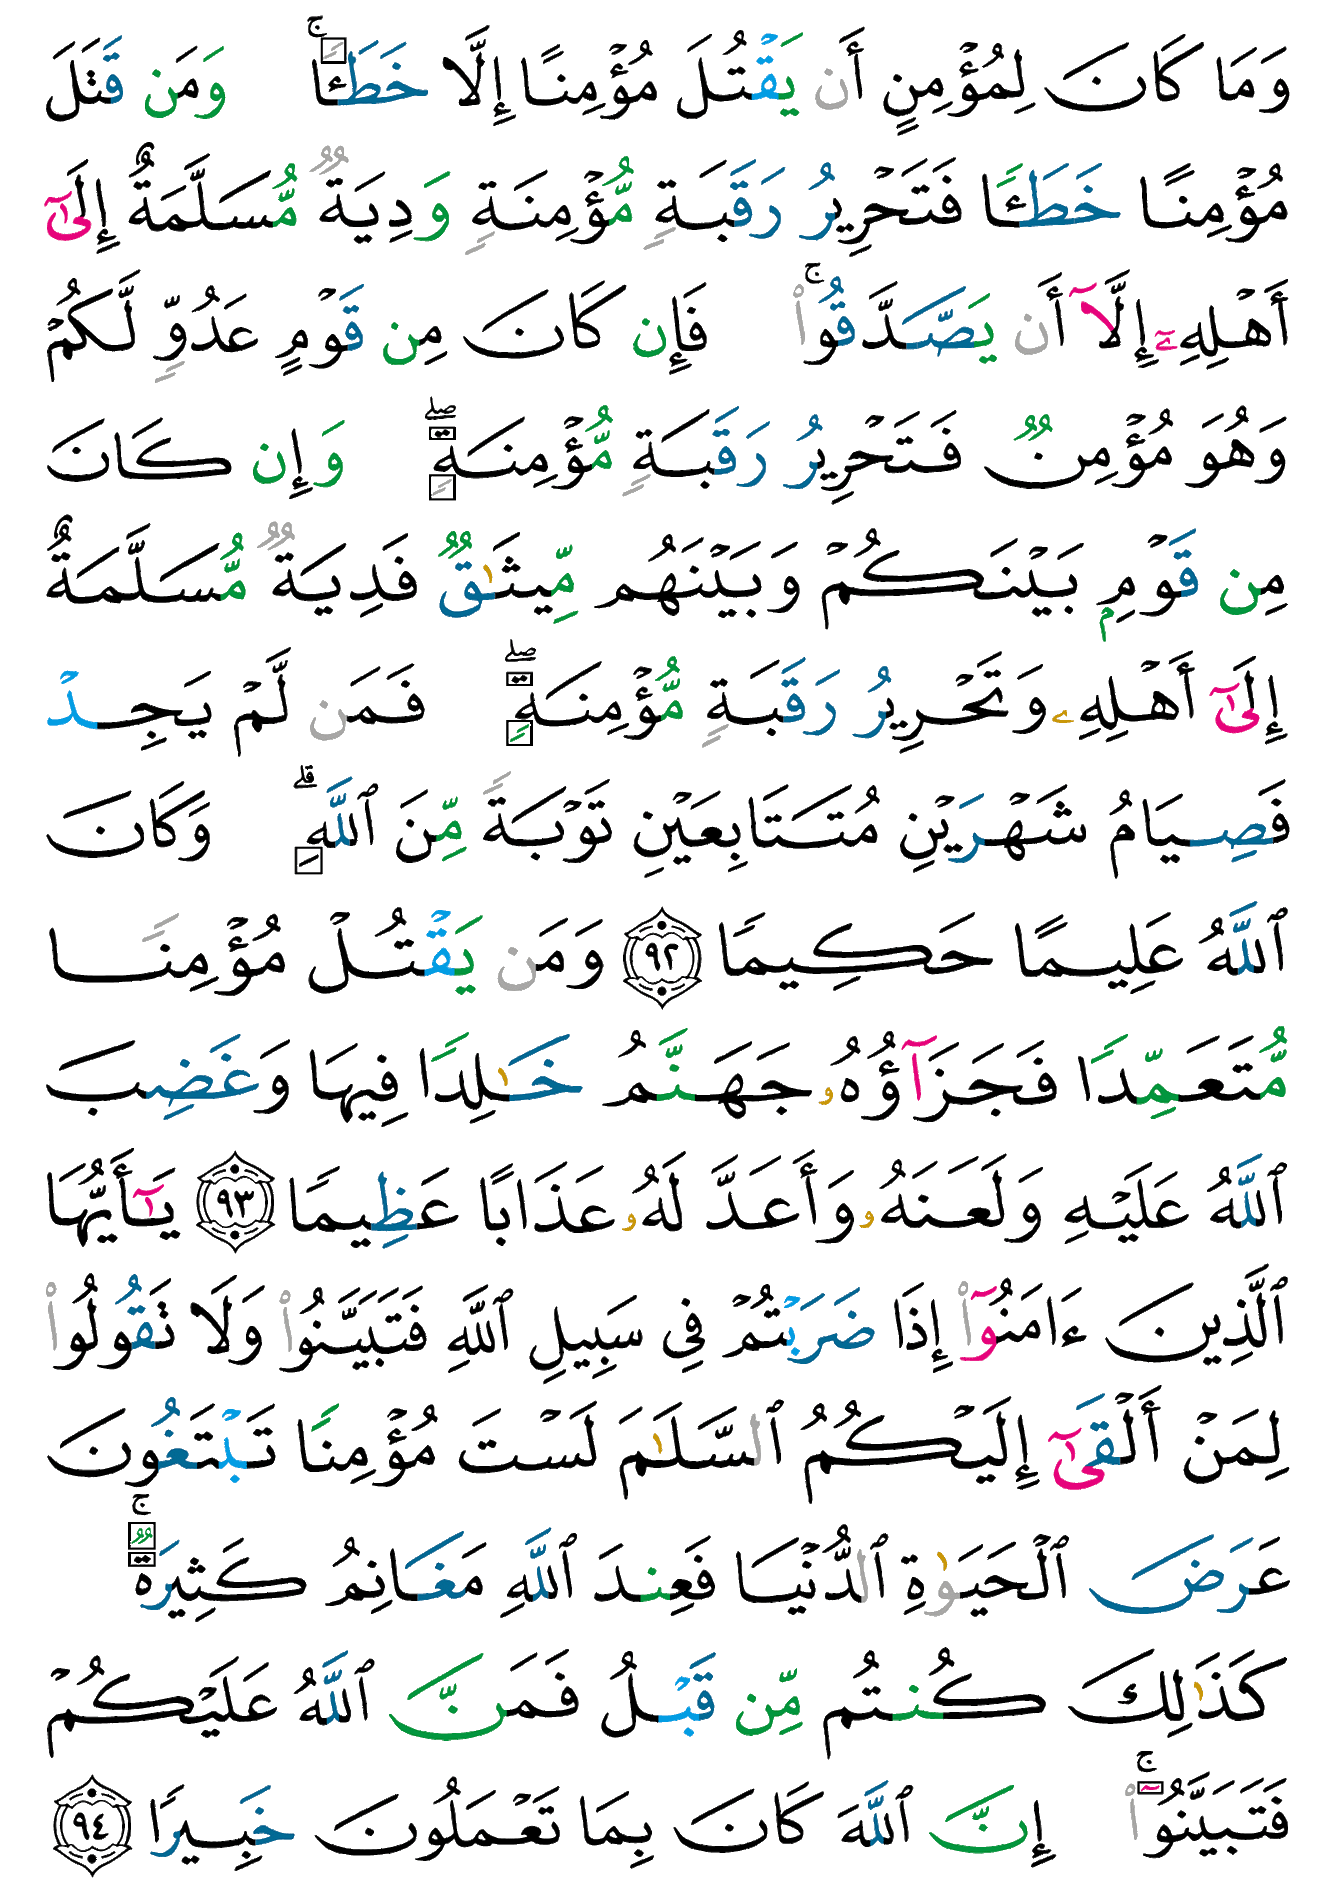 وَمَا كَانَ لِمُؤْمِنٍ أَن يَقْتُلَ مُؤْمِنًا إِلَّا خَطَـًٔا ۚ وَمَن قَتَلَ
مُؤْمِنًا خَطَـًٔا فَتَحْرِيرُ رَقَبَةٍ مُّؤْمِنَةٍ وَدِيَةٌ مُّسَلَّمَةٌ إِلَىٰٓ
أَهْلِهِۦٓ إِلَّآ أَن يَصَّدَّقُوا۟ ۚ فَإِن كَانَ مِن قَوْمٍ عَدُوٍّ لَّكُمْ
وَهُوَ مُؤْمِنٌ فَتَحْرِيرُ رَقَبَةٍ مُّؤْمِنَةٍ ۖ وَإِن كَانَ
مِن قَوْمٍۭ بَيْنَكُمْ وَبَيْنَهُم مِّيثَـٰقٌ فَدِيَةٌ مُّسَلَّمَةٌ
إِلَىٰٓ أَهْلِهِۦ وَتَحْرِيرُ رَقَبَةٍ مُّؤْمِنَةٍ ۖ فَمَن لَّمْ يَجِدْ
فَصِيَامُ شَهْرَيْنِ مُتَتَابِعَيْنِ تَوْبَةً مِّنَ ٱللَّهِ ۗ وَكَانَ
ٱللَّهُ عَلِيمًا حَكِيمًا ٩٢ وَمَن يَقْتُلْ مُؤْمِنًا
مُّتَعَمِّدًا فَجَزَآؤُهُۥ جَهَنَّمُ خَـٰلِدًا فِيهَا وَغَضِبَ
ٱللَّهُ عَلَيْهِ وَلَعَنَهُۥ وَأَعَدَّ لَهُۥ عَذَابًا عَظِيمًا ٩٣ يَـٰٓأَيُّهَا
ٱلَّذِينَ ءَامَنُوٓا۟ إِذَا ضَرَبْتُمْ فِى سَبِيلِ ٱللَّهِ فَتَبَيَّنُوا۟ وَلَا تَقُولُوا۟
لِمَنْ أَلْقَىٰٓ إِلَيْكُمُ ٱلسَّلَـٰمَ لَسْتَ مُؤْمِنًا تَبْتَغُونَ
عَرَضَ ٱلْحَيَوٰةِ ٱلدُّنْيَا فَعِندَ ٱللَّهِ مَغَانِمُ كَثِيرَةٌ ۚ
كَذَٰلِكَ كُنتُم مِّن قَبْلُ فَمَنَّ ٱللَّهُ عَلَيْكُمْ
فَتَبَيَّنُوٓا۟ ۚ إِنَّ ٱللَّهَ كَانَ بِمَا تَعْمَلُونَ خَبِيرًا ٩٤